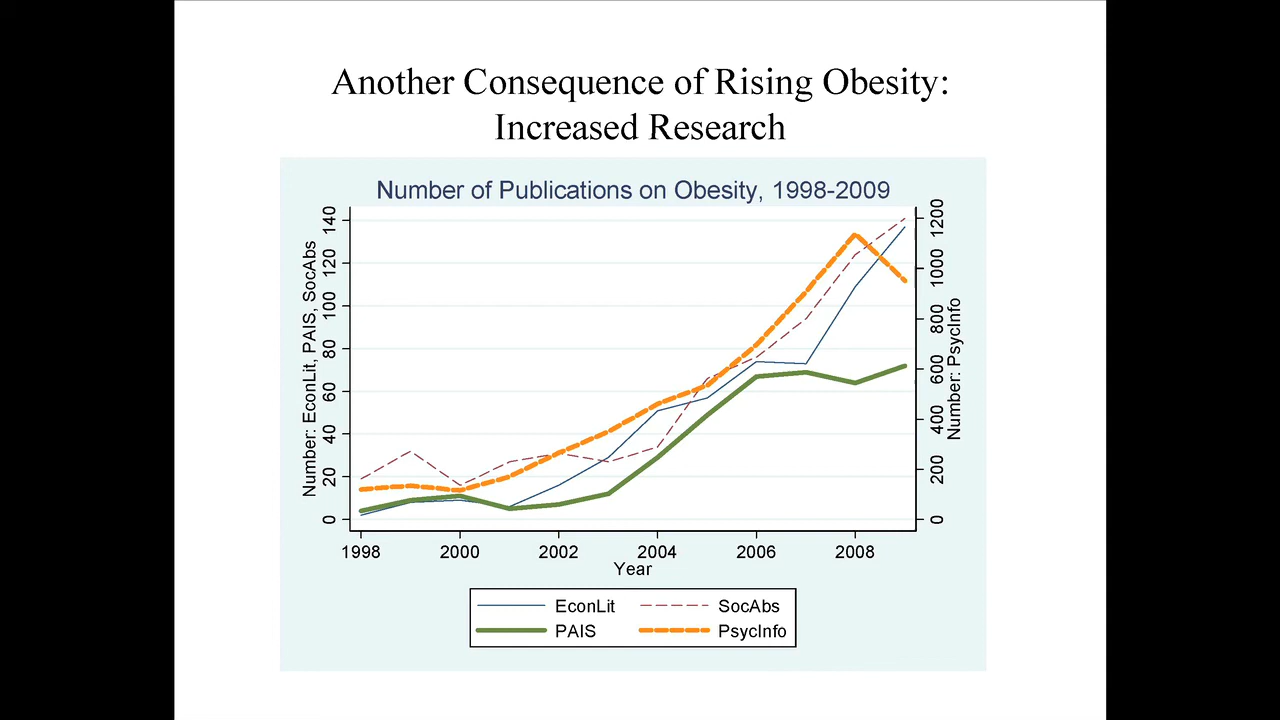 Another Consequence of Rising Obesity:
Increased Research
Number of Publications on Obesity, 1998-2009
Number: EconLit, PAIS, SocAbs
140
120
100
80
60
40
20
0
1200
1000
800
600
400
200
0
Number: PsycInfo
1998 2000 2002 2004 2006 2008
Year
EconLit SocAbs
PAIS PsycInfo